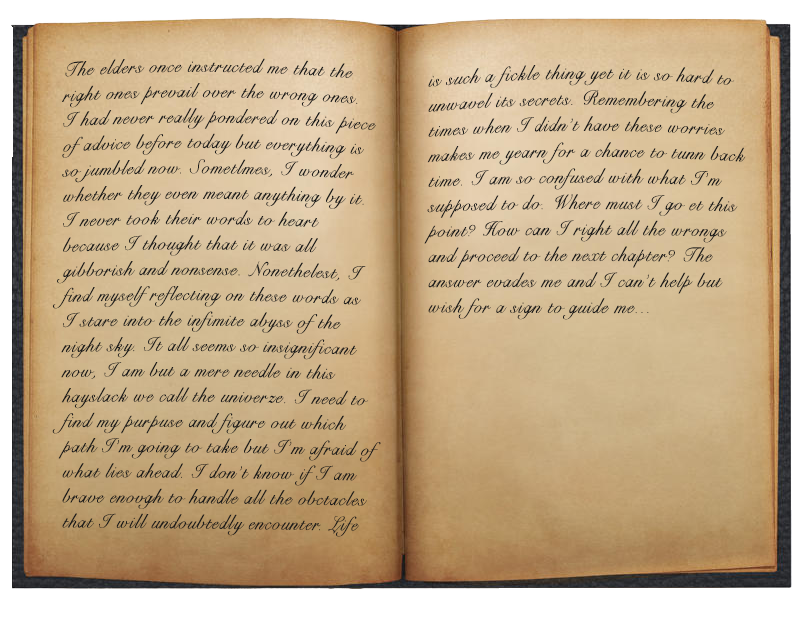 The elders once instructed me that the
right ones prevail over the wrong ones.
I had never really pondered on this piece
of advice before today but everything is
so jumbled now. Sometlmes, I wonder
whether they even meant anything by it.
I never took their words to heart
because I thought that it was all
gibborish and nonsense. Nonethelest, I
find myself reflecting on these words as
I stare into the infimite abyss of the
night sky. It all seems so insignificant
now, I am but a mere needle in this
hayslack we call the univerze. I need to
find my purpuse and figure out which
path I'm going to take but I'm afraid of
what lies ahead. I don't know if I am
brave enovgh to handle all the obctacles
that I will undoubtedly encounter. Life
is such a fickle thing yet it is so hard to
unwavel its secrets. Remembering the
times when I didn't have these worries
makes me yearn for a chance to tunn back
time. I am so confused with what I'm
supposed to do. Where must I go et this
point? How can I right all the wrongs
and proceed to the next chapter? The
answer evades me and I can't help but
wish for a sign to guide me...